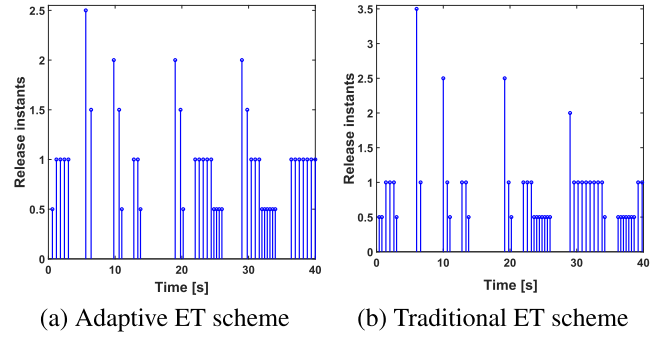 2.5
2
1.5
1
0.5
0
Release instants
0 10 20 30 40
Time [s]
(a) Adaptive ET scheme
3.5
3
2.5
2
1.5
1
0.5
0
Release instants
0 10 20 30 40
Time [s]
(b) Traditional ET scheme